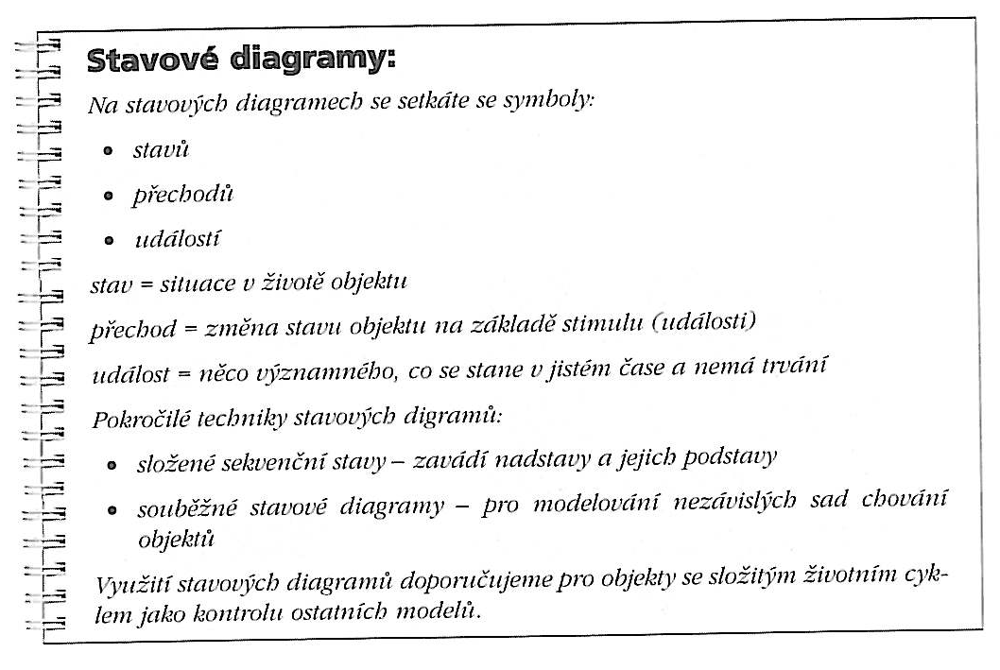 Stavové diagramy:
Na stavových diagramech se setkáte se symboly:
• stavů
• přechodů
• událostí
stav = situace v životě objektu
přechod = změna stavu objektu na základě stimulu (události)
událost = něco významného, co se stane v jistém čase a nemá trvání
Pokročilé techniky stavových digramů:
• složené sekvenční stavy – zavádí nadstavy a jejich podstavy
• souběžné stavové diagramy – pro modelování nezávislých sad chování
objektů
Využití stavových diagramů doporučujeme pro objekty se složitým životním cyk-
lem jako kontrolu ostatních modelů.